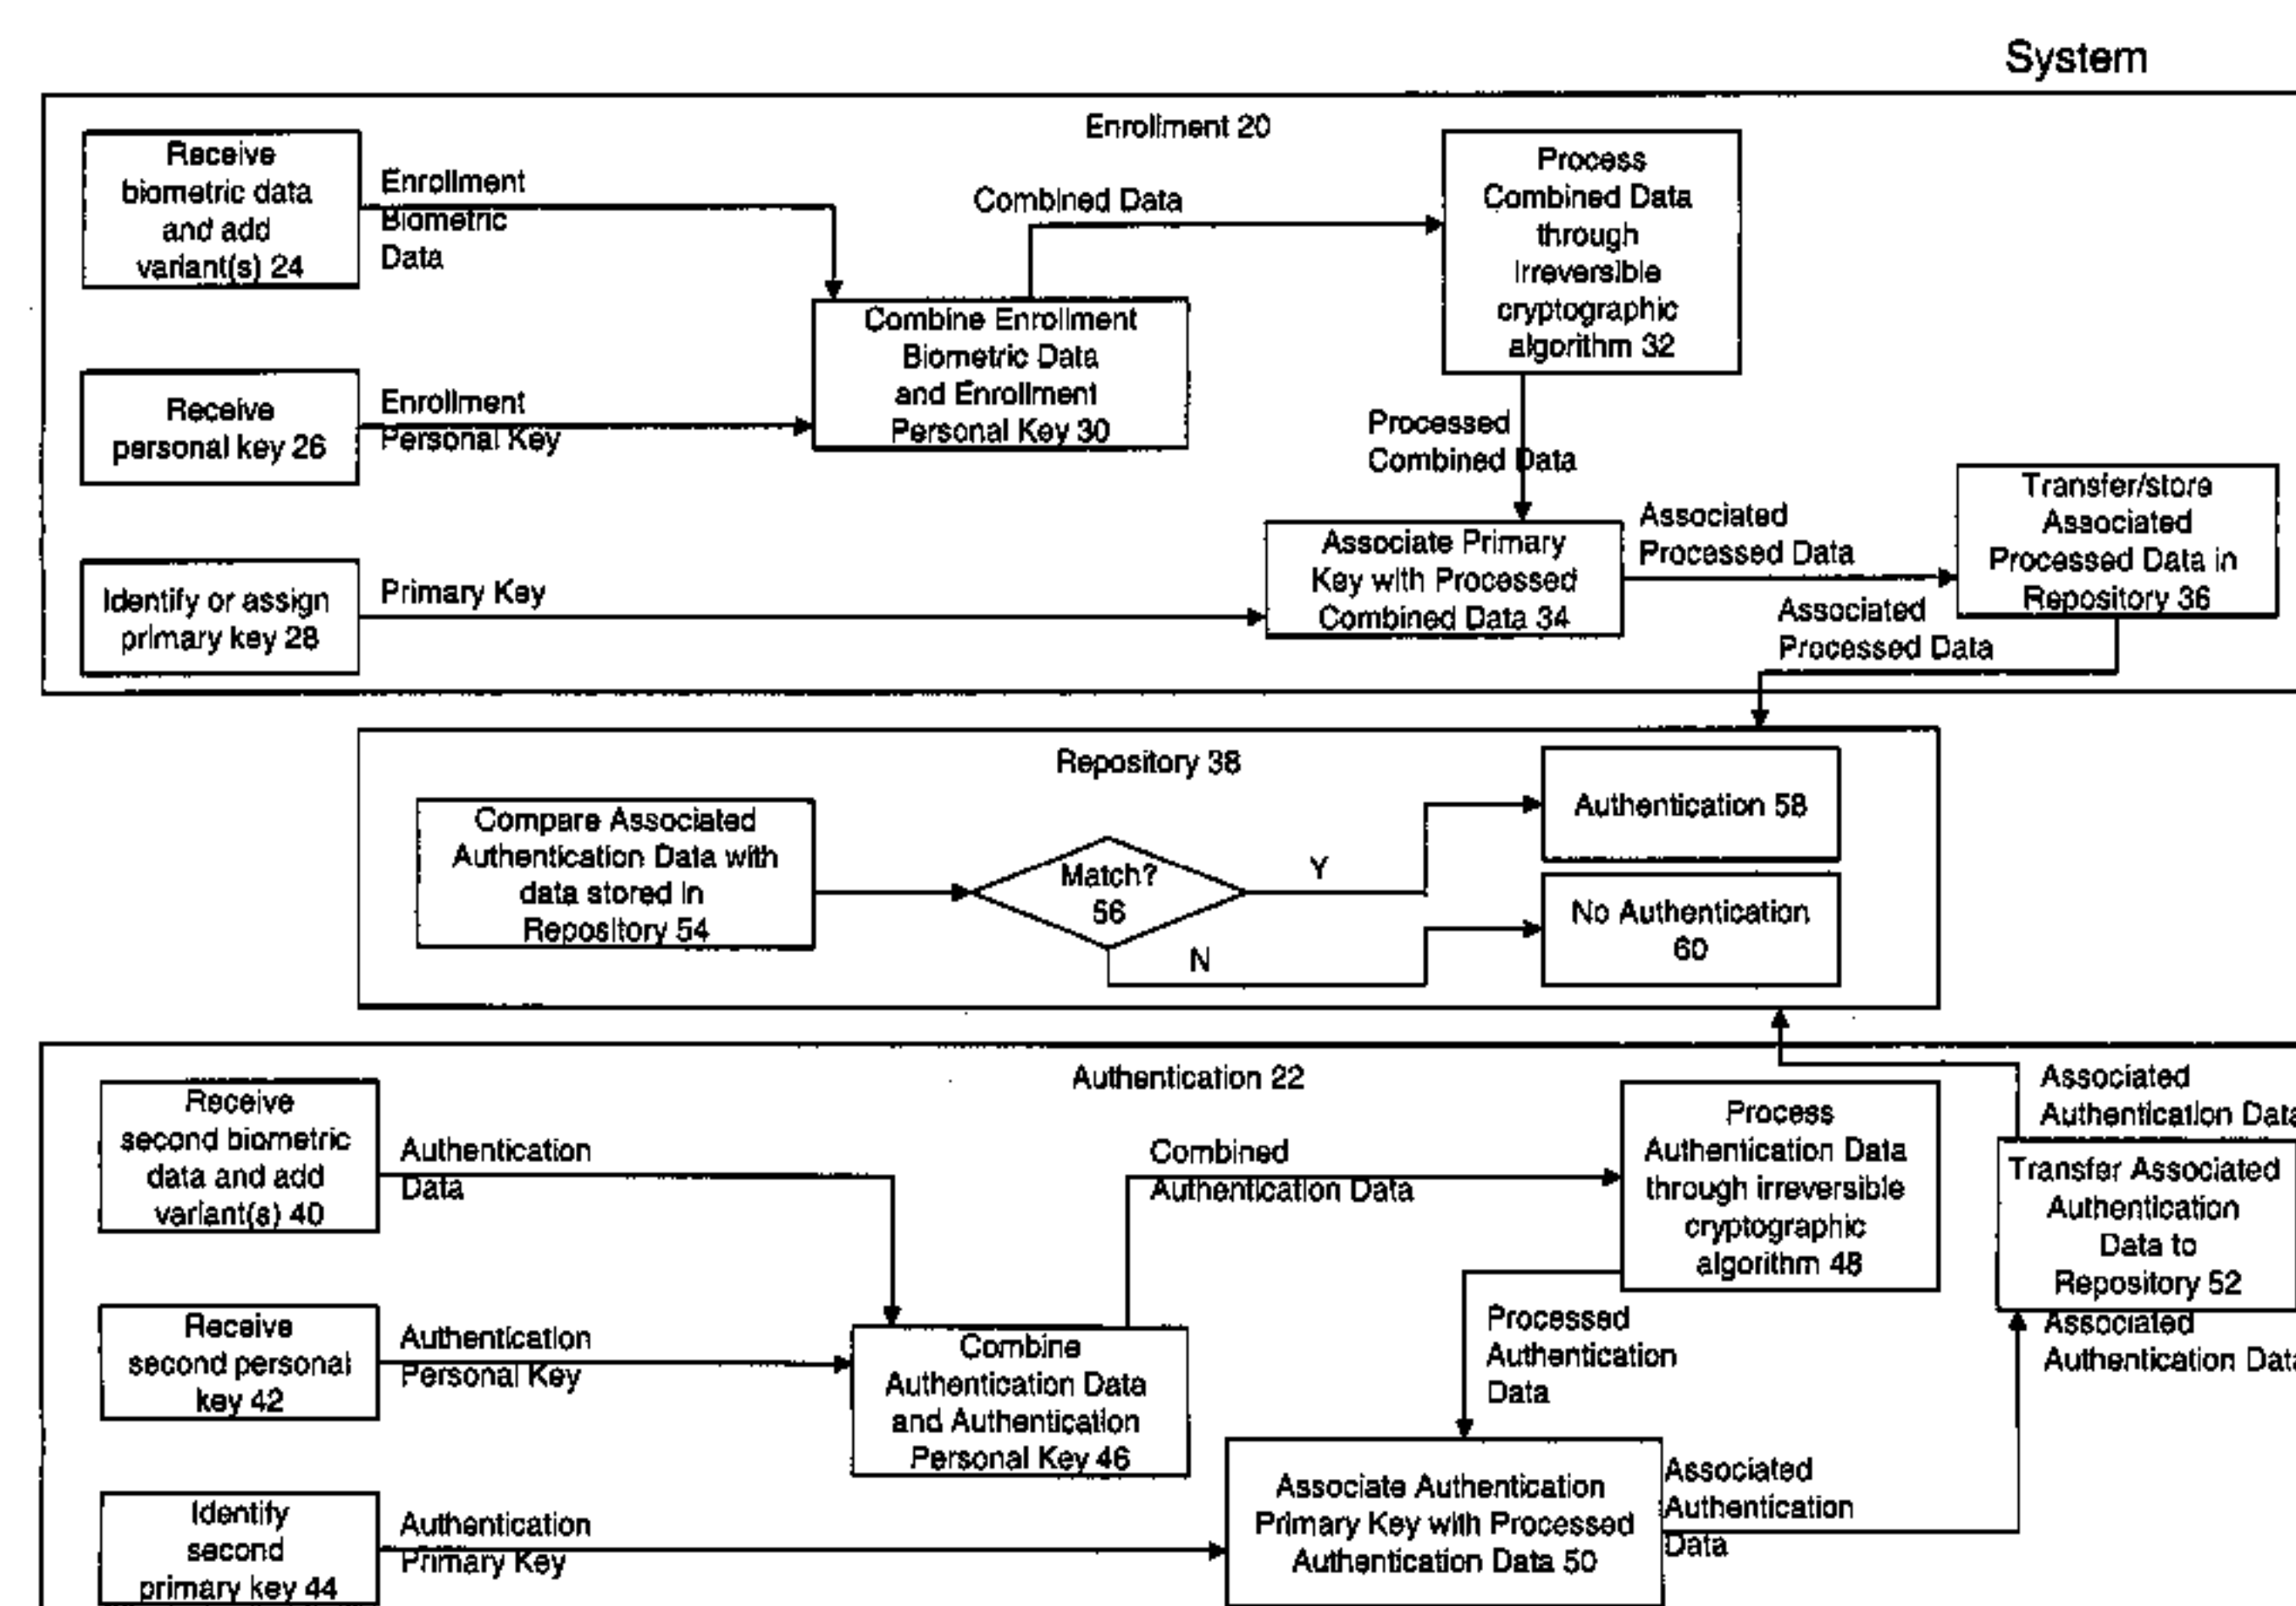 System
Enrollment 20
Receive
biometric data
and add
variant(s) 24
Enrollment
Biometric
Data
Combined Data
Process
Combined Data
through
irreversible
cryptographic
algorithm 32
Combine Enrollment
Biometric Data
and Enrollment
Personal Key 30
Receive
personal key 26
Enrollment
Personal Key
Processed
Combined Data
Identify or assign
primary key 28
Primary Key
Associate Primary
Key with Processed
Combined Data 34
Associated
Processed Data
Transfer/store
Associated
Processed Data in
Repository 36
Associated
Processed Data
Repository 38
Compare Associated
Authentication Data with
data stored in
Repository 54
Match?
56
Y
N
Authentication 58
No Authentication
60
Authentication 22
Receive
second biometric
data and add
variant(s) 40
Authentication
Data
Combined
Authentication Data
Process
Authentication Data
through irreversible
cryptographic
algorithm 48
Associated
Authentication Data
Transfer Associated
Authentication
Data to
Repository 52
Associated
Authentication Data
Receive
second personal
key 42
Authentication
Personal Key
Combine
Authentication Data
and Authentication
Personal Key 46
Processed
Authentication
Data
Identify
second
primary key 44
Authentication
Primary Key
Associate Authentication
Primary Key with Processed
Authentication Data 50
Associated
Authentication
Data